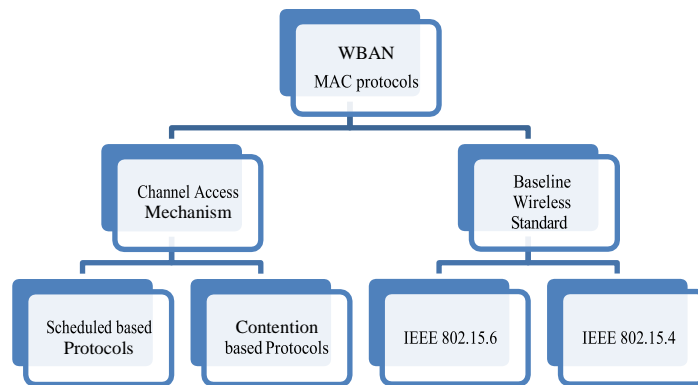 WBAN
MAC protocols
Channel Access
Mechanism
Baseline
Wireless
Standard
Scheduled based
Protocols
Contention
based Protocols
IEEE 802.15.6
IEEE 802.15.4